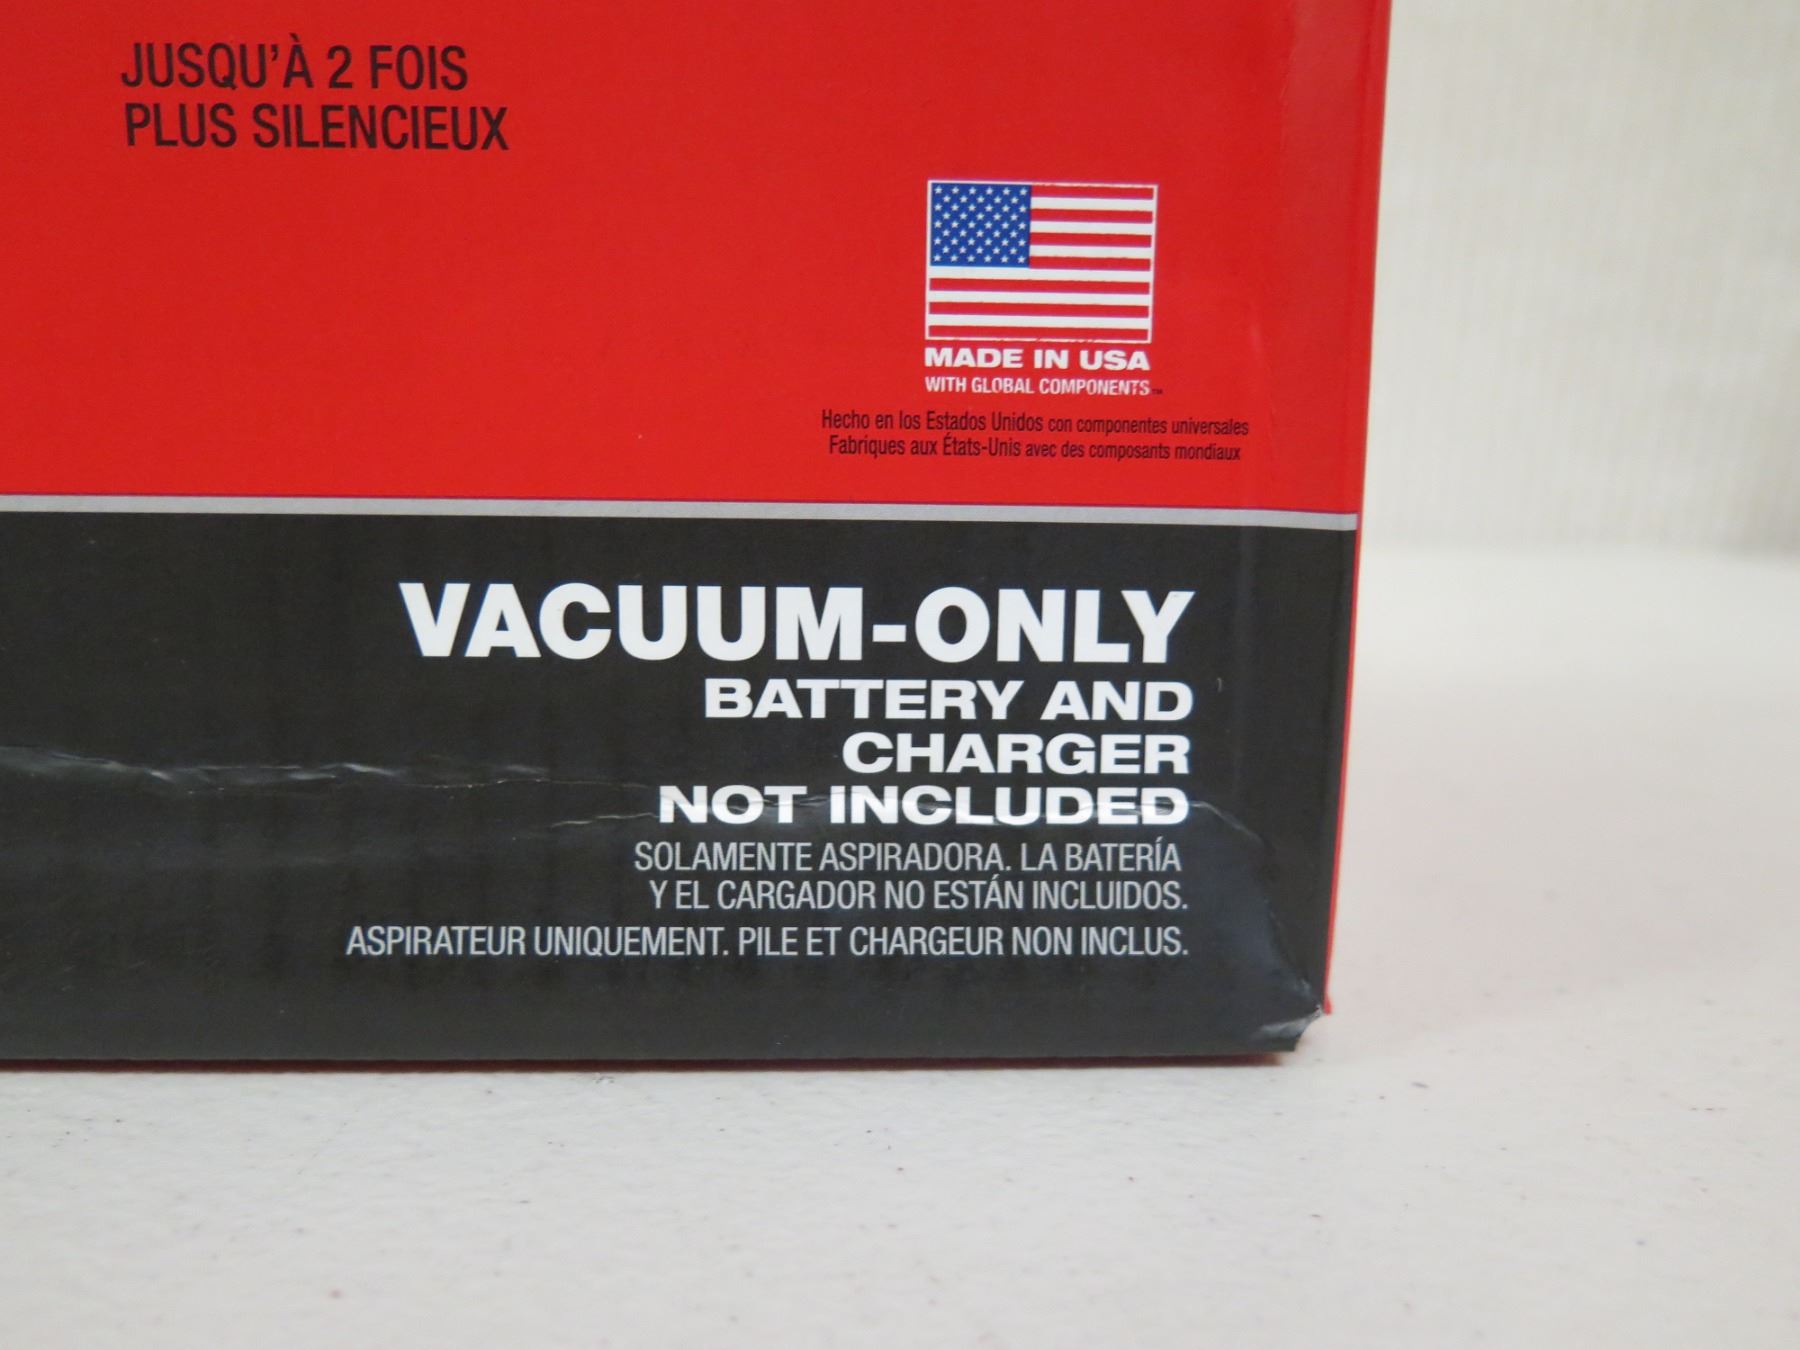 JUSQU'À 2 FOIS
PLUS SILENCIEUX
MADE IN USA
WITH GLOBAL COMPONENTS™
Hecho en los Estados Unidos con componentes universales
Fabriques aux États-Unis avec des composants mondiaux
VACUUM-ONLY
BATTERY AND
CHARGER
NOT INCLUDED
SOLAMENTE ASPIRADORA. LA BATERÍA
Y EL CARGADOR NO ESTÁN INCLUIDOS.
ASPIRATEUR UNIQUEMENT. PILE ET CHARGEUR NON INCLUS.